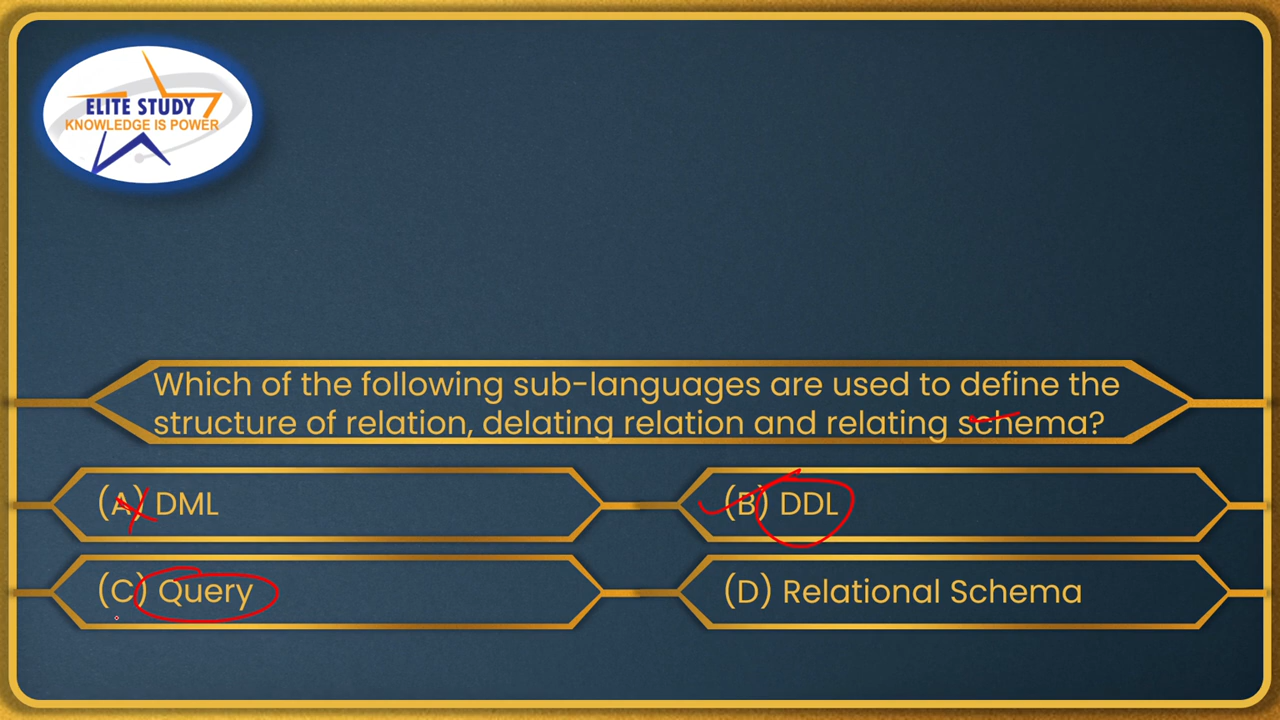 ELITE STUDY
KNOWLEDGE IS POWER
Which of the following sub-languages are used to define the
structure of relation, delating relation and relating schema?
(A) DML
(B) DDL
(C) Query
(D) Relational Schema